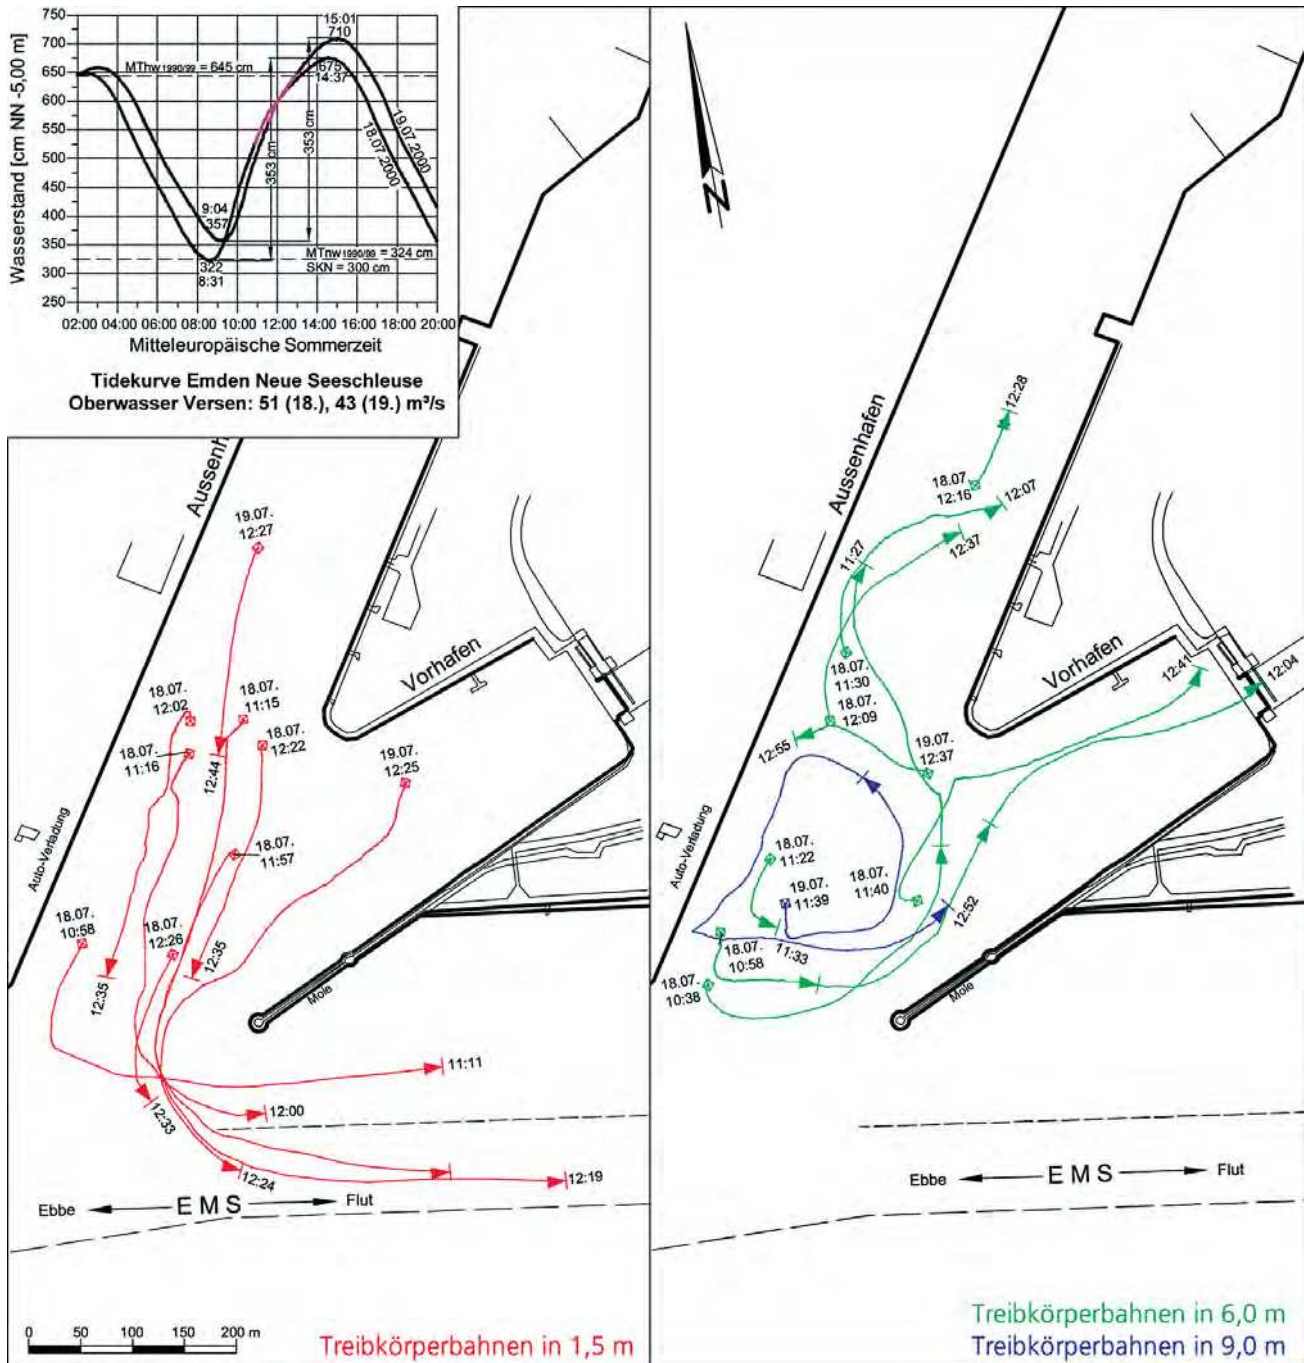 750
700
650
600
550
500
450
400
350
300
250
Wasserstand [cm NN -5,00 m]
15:01
710
MThw 1990/99 = 645 cm
675
14:37
353 cm
353 cm
19.07.2000
18.07.2000
9:04
357
MTnw 1990/99 = 324 cm
SKN = 300 cm
322
8:31
02:00 04:00 06:00 08:00 10:00 12:00 14:00 16:00 18:00 20:00
Mitteleuropäische Sommerzeit
Tidekurve Emden Neue Seeschleuse
Oberwasser Versen: 51 (18.), 43 (19.) m³/s
Aussenh
19.07.
12:27
18.07.
12:02
18.07.
11:15
18.07.
11:16
18.07.
12:22
12:44
19.07.
12:25
Vorhafen
Auto-Verladung
18.07.
11:57
18.07.
10:58
18.07.
12:26
12:35
12:35
Mole
11:11
12:00
12:33
12:24
12:19
Ebbe
EMS
Flut
0 50 100 150 200 m
Treibkörperbahnen in 1,5 m
N
Aussenhafen
12:28
18.07.
12:16
12:07
12:37
11:27
18.07.
11:30
18.07.
12:09
12:55
19.07.
12:37
Vorhafen
12:41
12:04
Auto-Verladung
18.07.
11:22
19.07.
11:39
18.07.
11:40
12:52
11:33
18.07.
10:58
18.07.
10:38
Mole
Ebbe
EMS
Flut
Treibkörperbahnen in 6,0 m
Treibkörperbahnen in 9,0 m